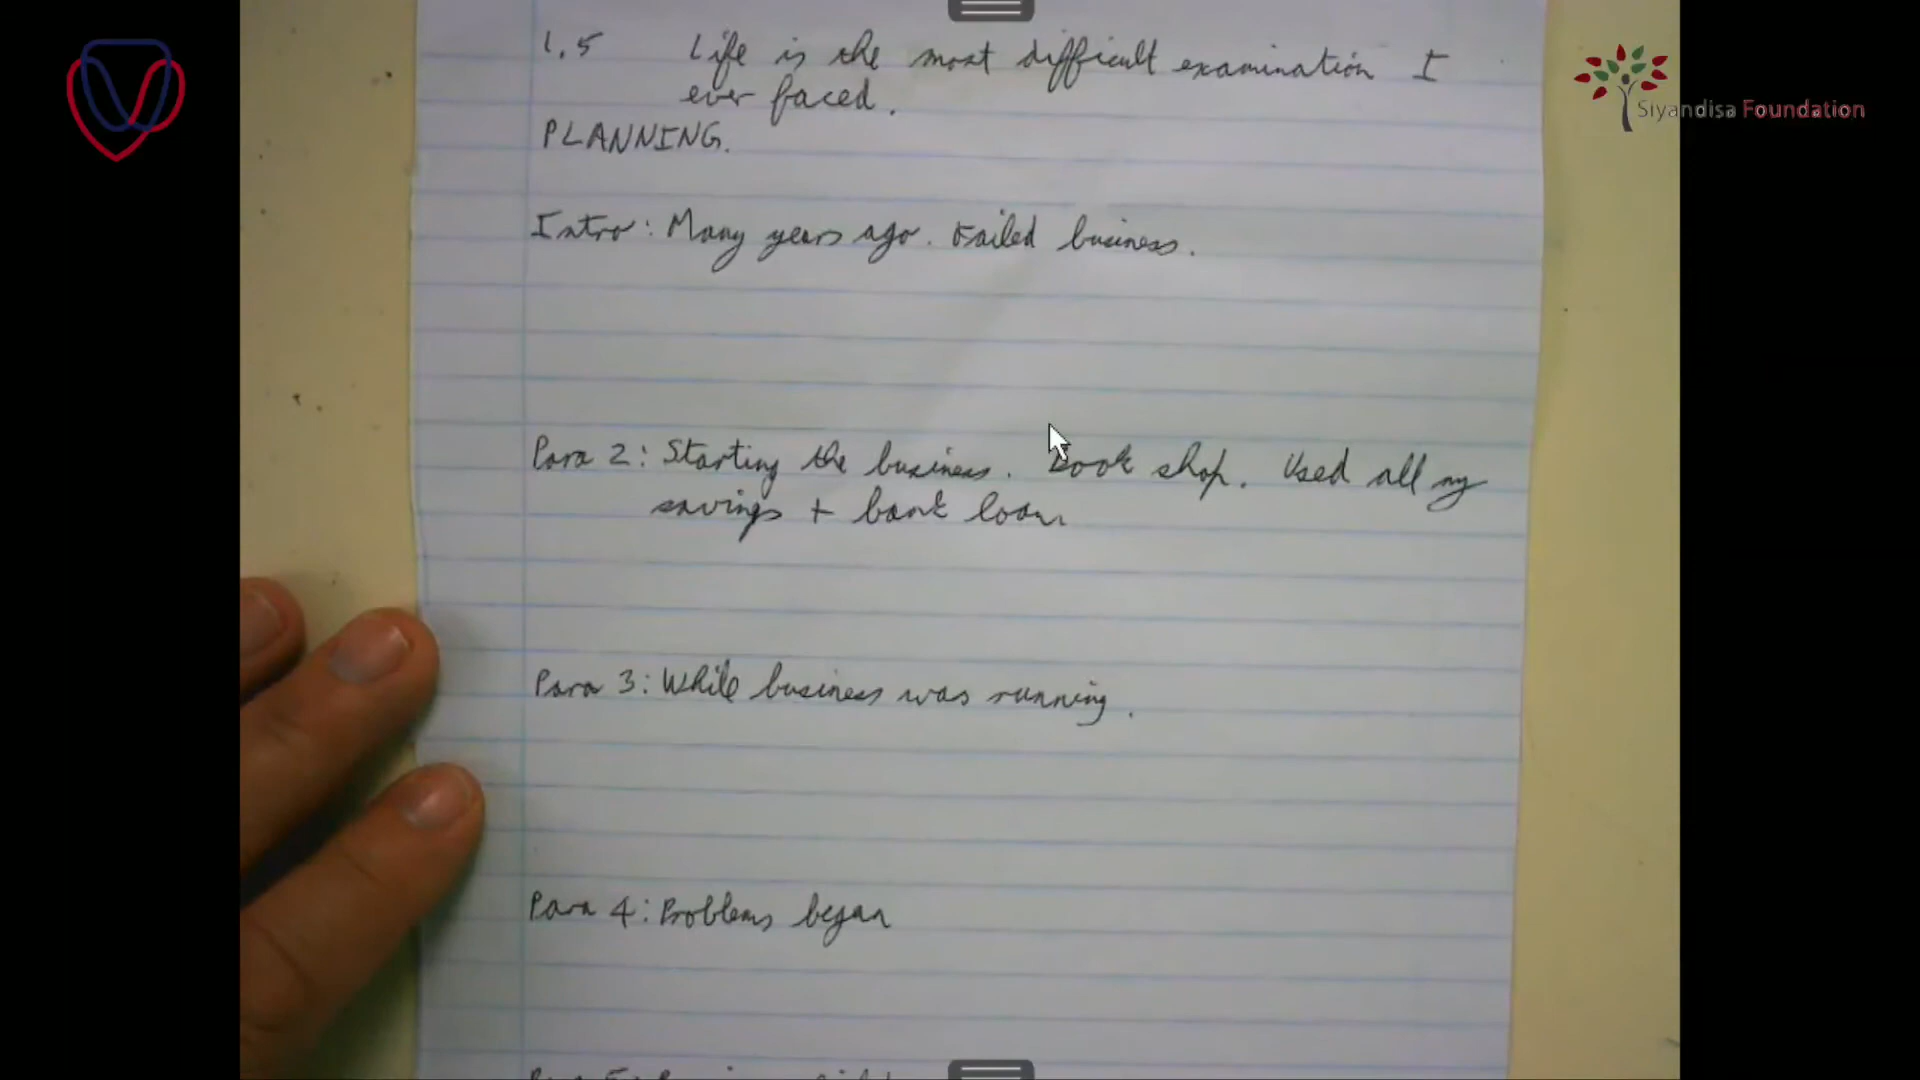 1.5 Life is the most difficult examination I
ever faced.
PLANNING.
Intro: Many years ago. Failed business.
Para 2: Starting the business. Book shop. Used all my
savings + bank loan
Para 3: While business was running.
Para 4: Problems began
Siyandisa Foundation